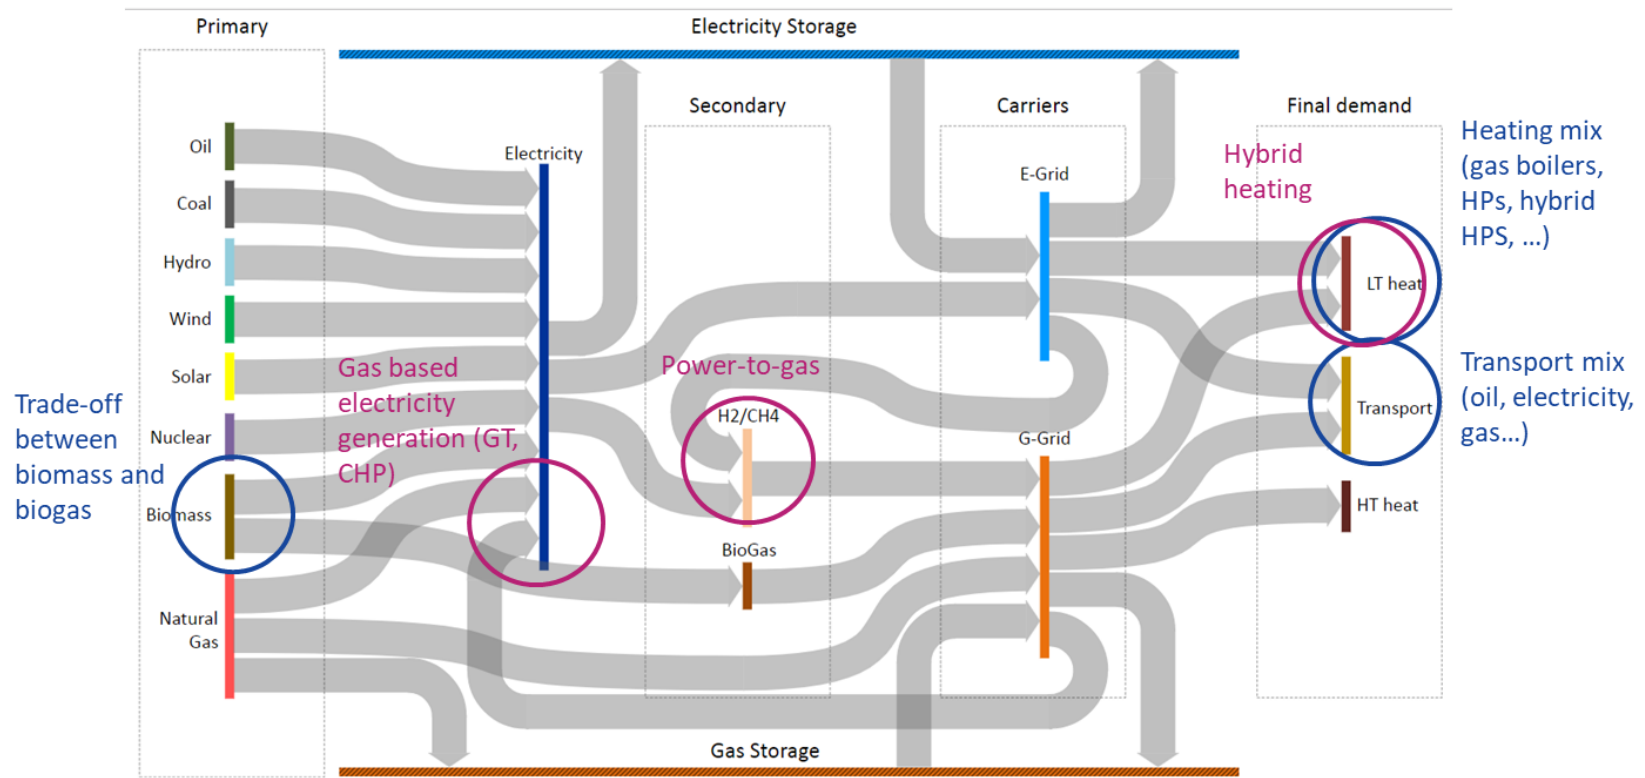 Primary
Electricity Storage
Secondary
Carriers
Final demand
Oil
Coal
Hydro
Wind
Solar
Nuclear
Biomass
Natural
Gas
Trade-off
between
biomass and
biogas
Electricity
Gas based
electricity
generation (GT,
CHP)
Power-to-gas
H2/CH4
BioGas
E-Grid
G-Grid
Hybrid
heating
LT heat
Transport
HT heat
Heating mix
(gas boilers,
HPs, hybrid
HPS, ...)
Transport mix
(oil, electricity,
gas...)
Gas Storage